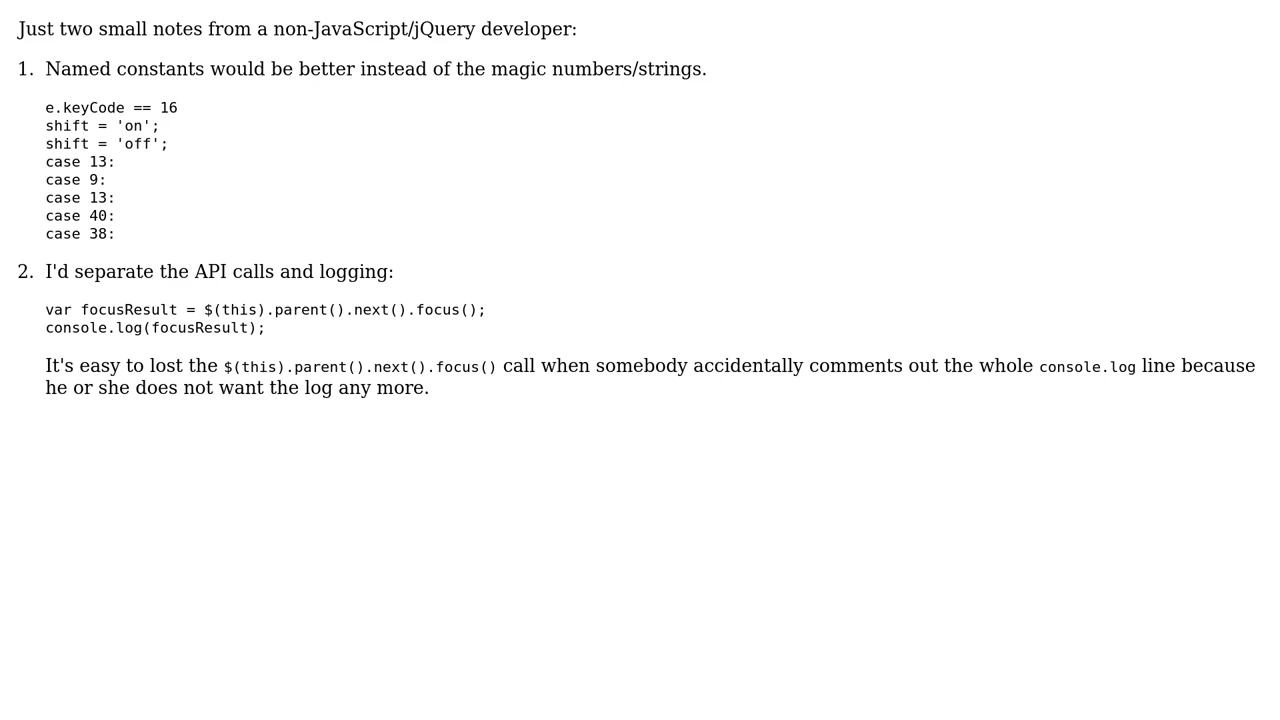 Just two small notes from a non-JavaScript/jQuery developer:
1. Named constants would be better instead of the magic numbers/strings.
e.keyCode == 16
shift = 'on';
shift = 'off';
case 13:
case 9:
case 13:
case 40:
case 38:
2. I'd separate the API calls and logging:
var focusResult = $(this).parent().next().focus();
console.log(focusResult);
It's easy to lost the $(this).parent().next().focus() call when somebody accidentally comments out the whole console.log line because
he or she does not want the log any more.